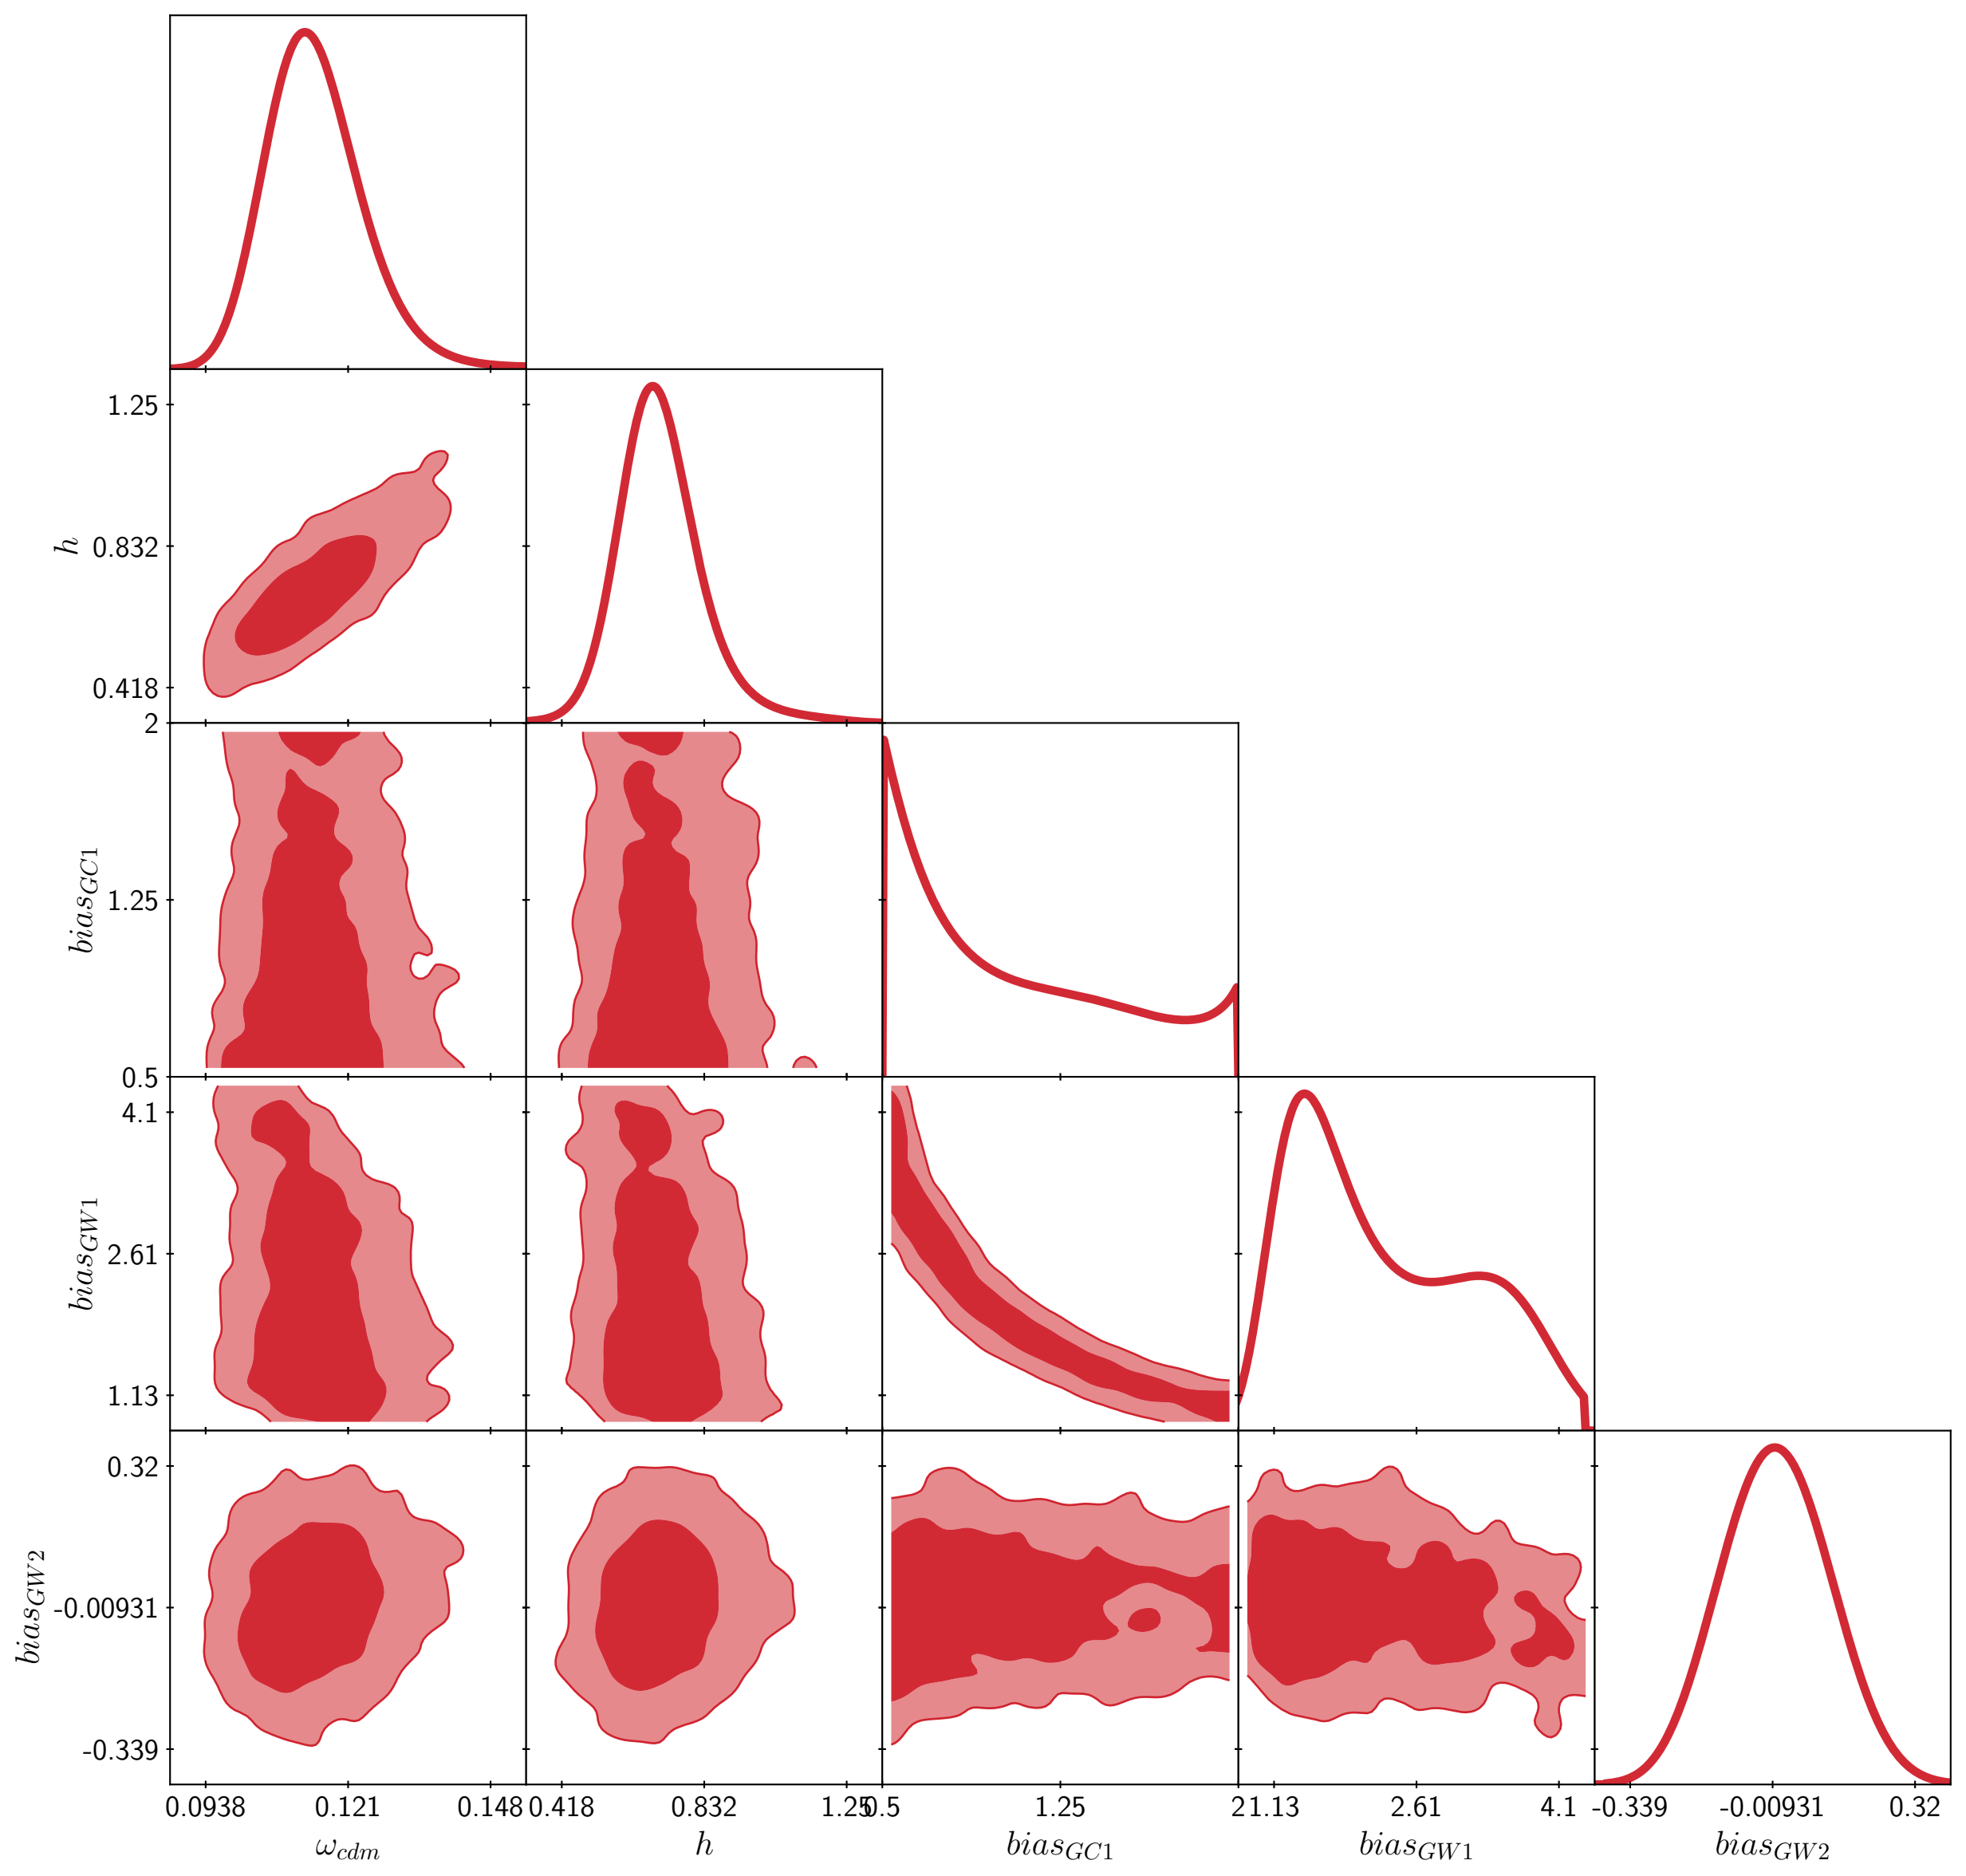 1.25
h
0.832
0.418
2
bias_GC1
1.25
0.5
4.1
bias_GW1
2.61
1.13
0.32
bias_GW2
-0.00931
-0.339
0.0938 0.121 0.148 0.418 0.832 1.25 0.5 1.25 2 1.13 2.61 4.1 -0.339 -0.00931 0.32
ω_cdm h bias_GC1 bias_GW1 bias_GW2